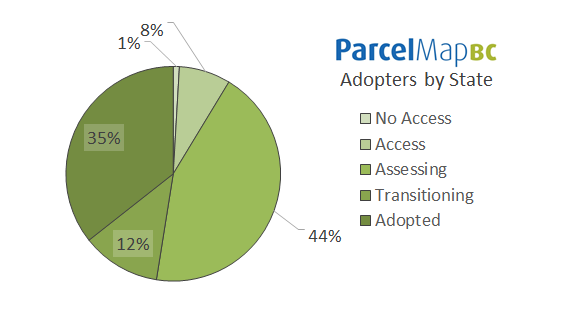 8%
1%
35%
12%
44%
ParcelMapBC
Adopters by State
No Access
Access
Assessing
Transitioning
Adopted